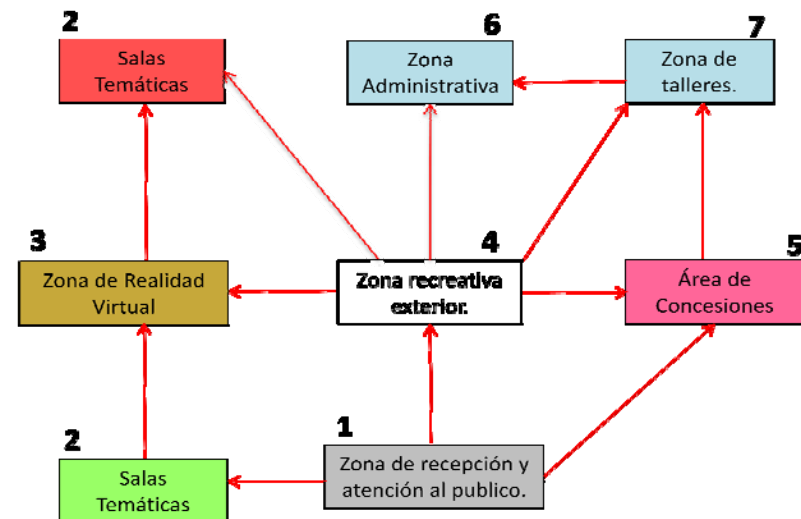 2
Salas
Temáticas
6
Zona
Administrativa
7
Zona de
talleres.
3
Zona de Realidad
Virtual
4
Zona recreativa
exterior.
5
Área de
Concesiones
2
Salas
Temáticas
1
Zona de recepción y
atención al publico.